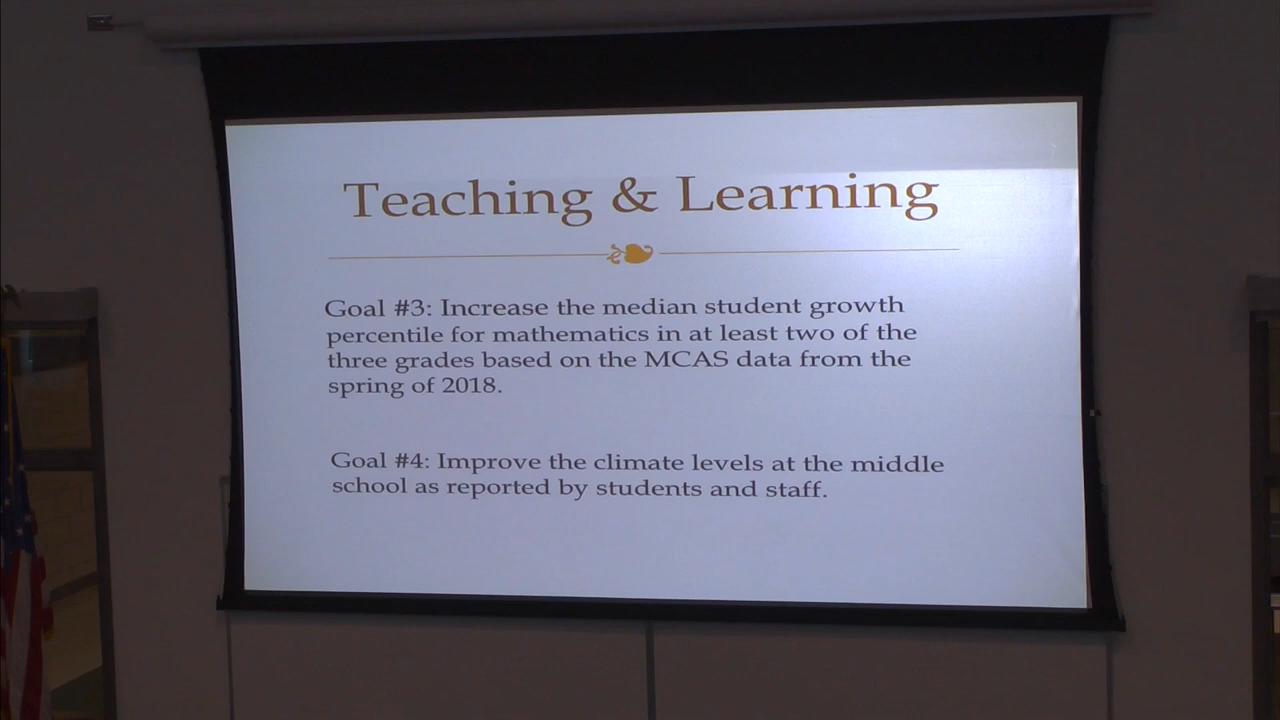 Teaching & Learning
Goal #3: Increase the median student growth
percentile for mathematics in at least two of the
three grades based on the MCAS data from the
spring of 2018.
Goal #4: Improve the climate levels at the middle
school as reported by students and staff.